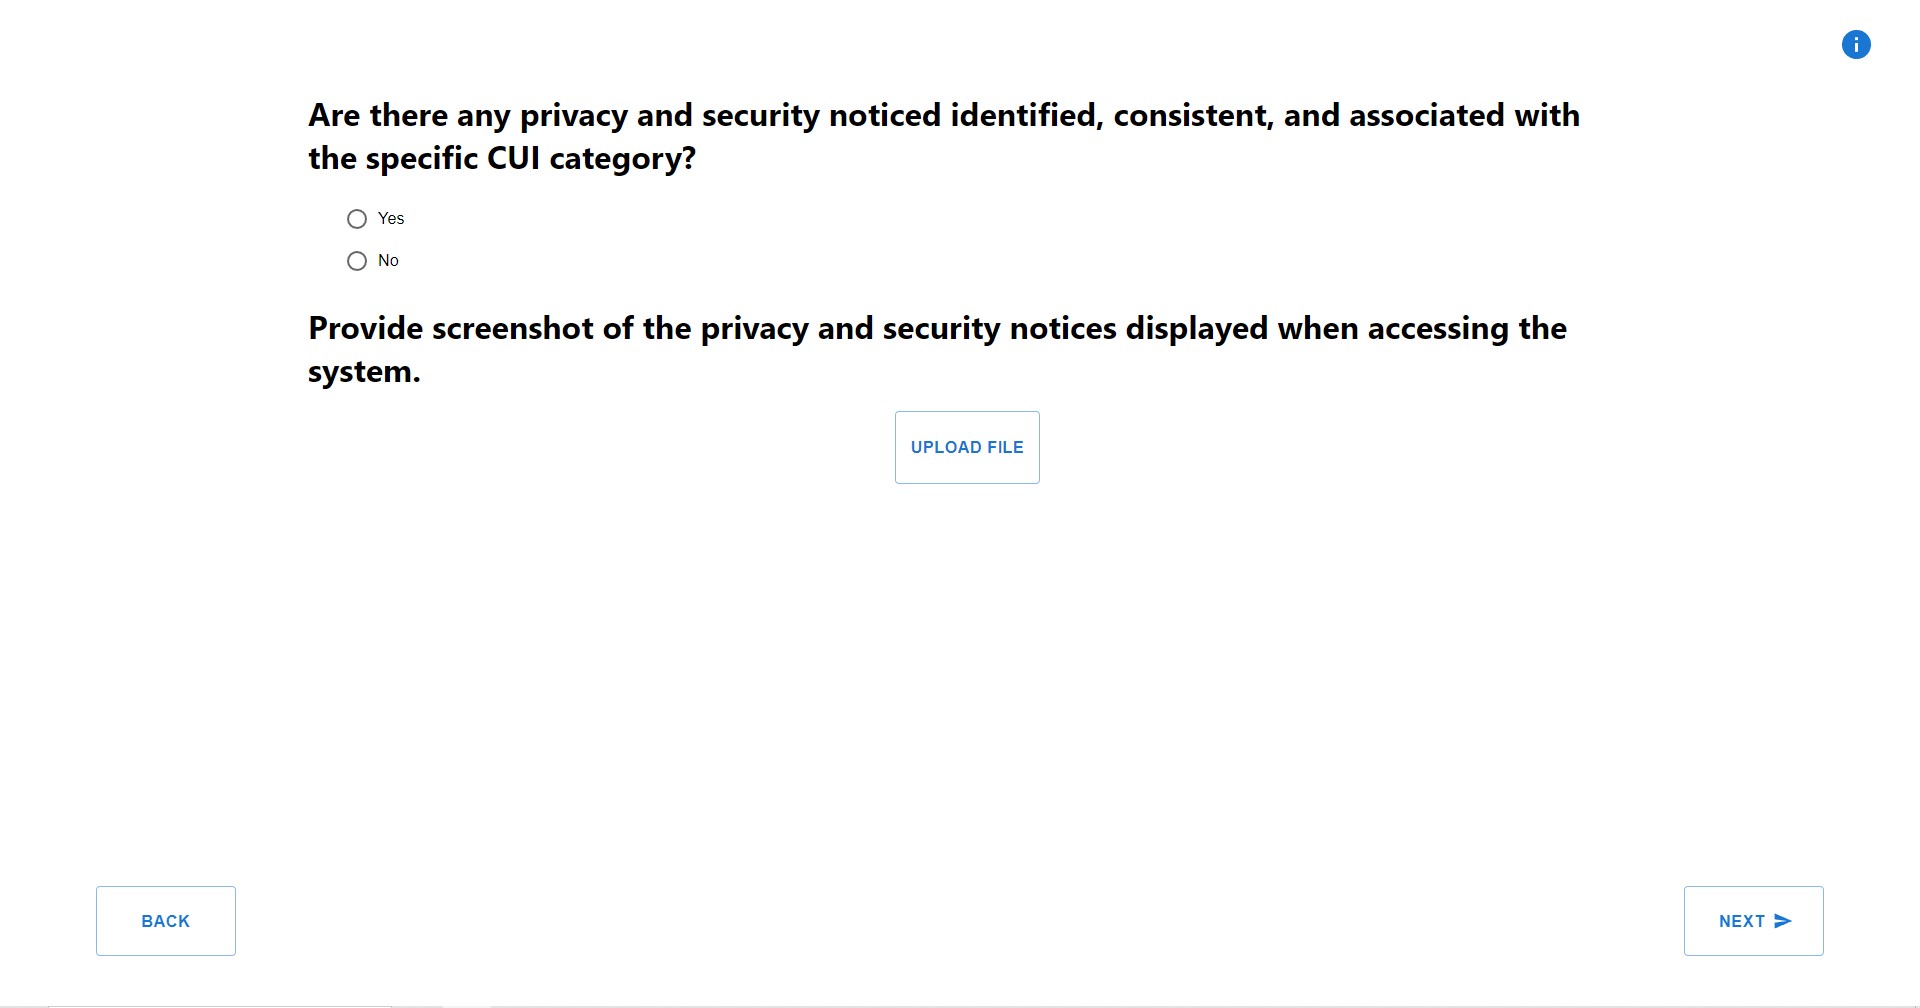 Are there any privacy and security noticed identified, consistent, and associated with
the specific CUI category?
Yes
No
Provide screenshot of the privacy and security notices displayed when accessing the
system.
UPLOAD FILE
BACK
NEXT